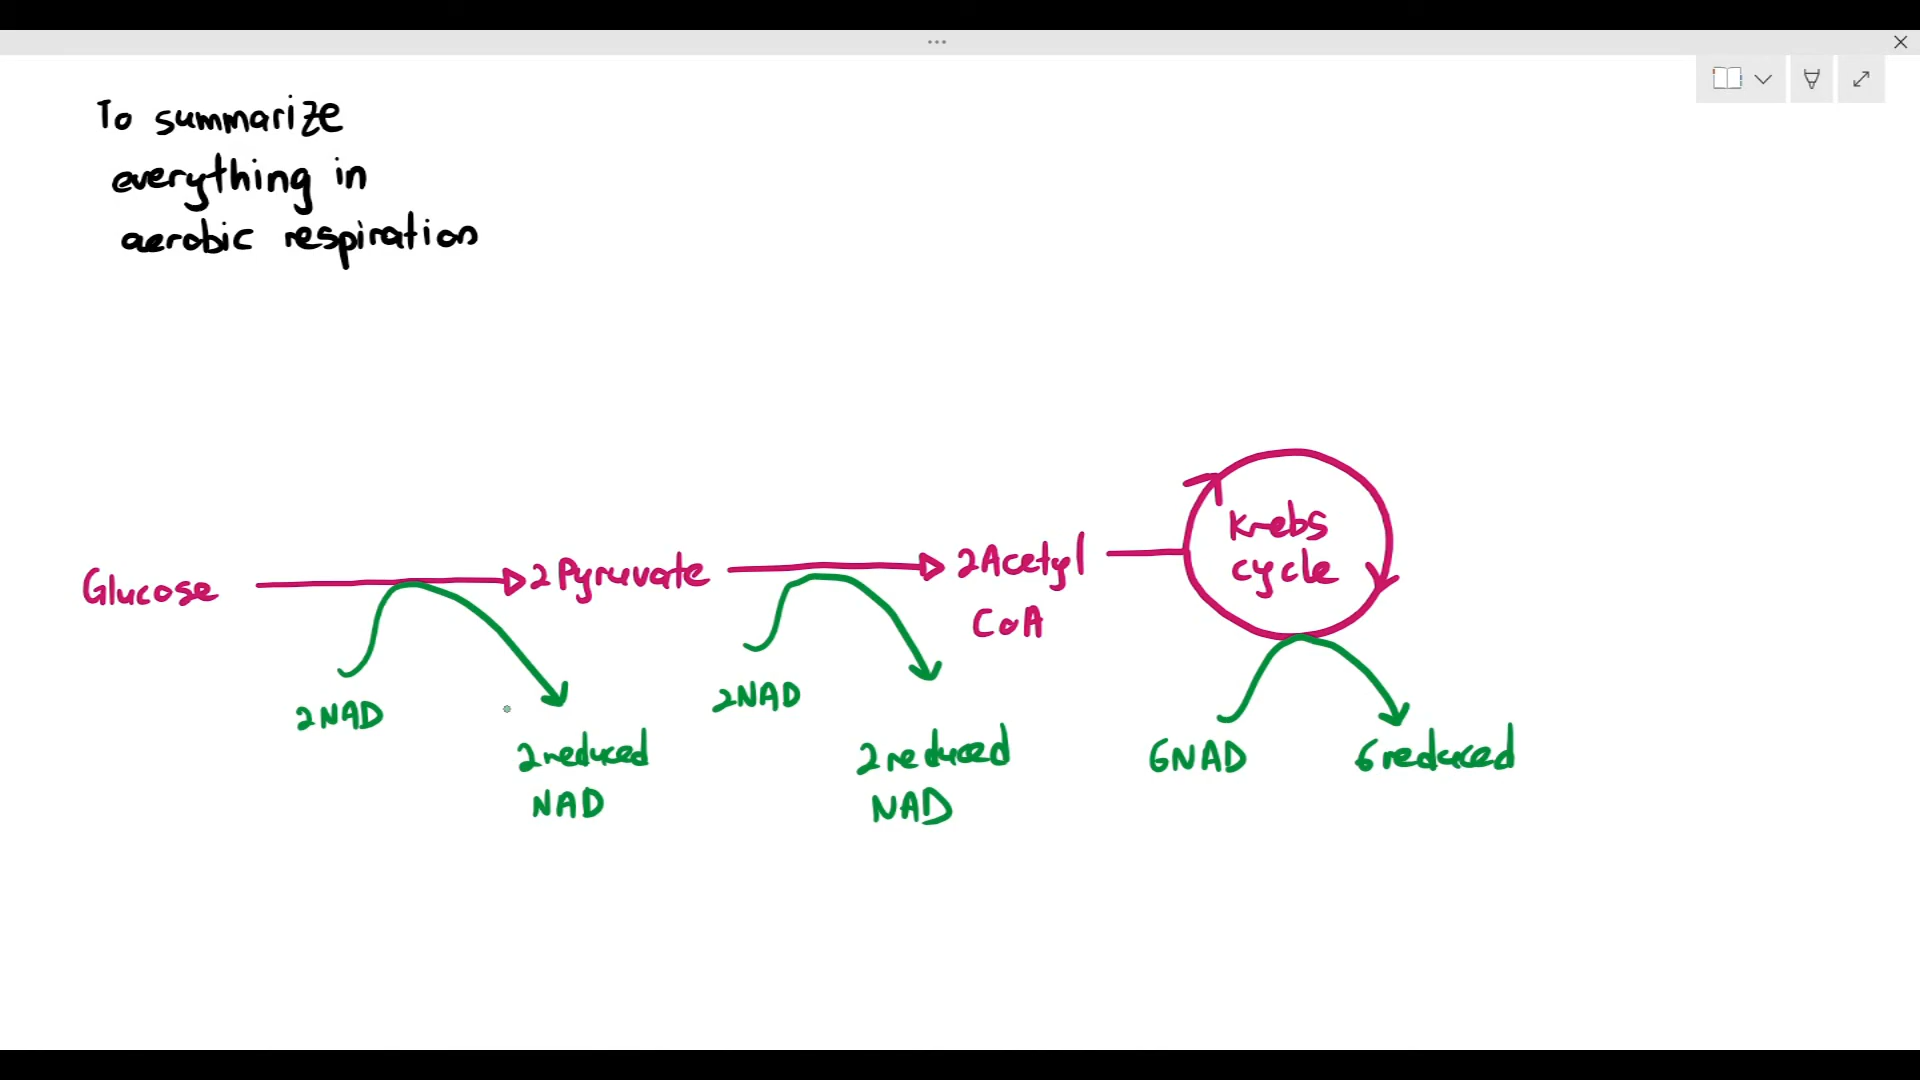 To summarize
everything in
aerobic respiration
Glucose
2 Pyruvate
2 Acetyl
CoA
Krebs
cycle
2NAD
2 reduced
NAD
2NAD
2 reduced
NAD
6NAD
6 reduced